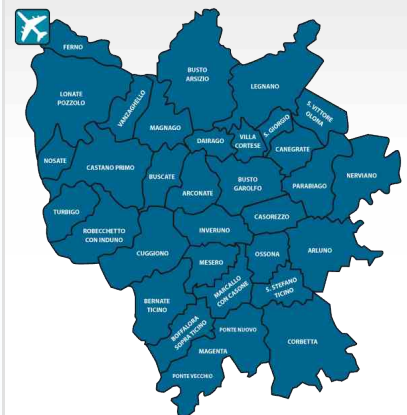 FERNO
BUSTO
ARSIZIO
LEGNANO
LONATE
POZZOLO
VANZAGHELLO
S. VITTORE
OLONA
MAGNAGO
S. GIORGIO
DAIRAGO
VILLA
CORTESE
CANEGRATE
NOSATE
CASTANO PRIMO
BUSCATE
ARCONATE
BUSTO
GAROLFO
PARABIAGO
NERVIANO
TURBIGO
ROBECCHETTO
CON INDUNO
CASOREZZO
INVERUNO
CUGGIONO
MESERO
OSSONA
ARLUNO
MARCALLO
CON CASONE
S. STEFANO
TICINO
BERNATE
TICINO
BOFFALORA
SOPRA TICINO
PONTE NUOVO
CORBETTA
MAGENTA
PONTE VECCHIO